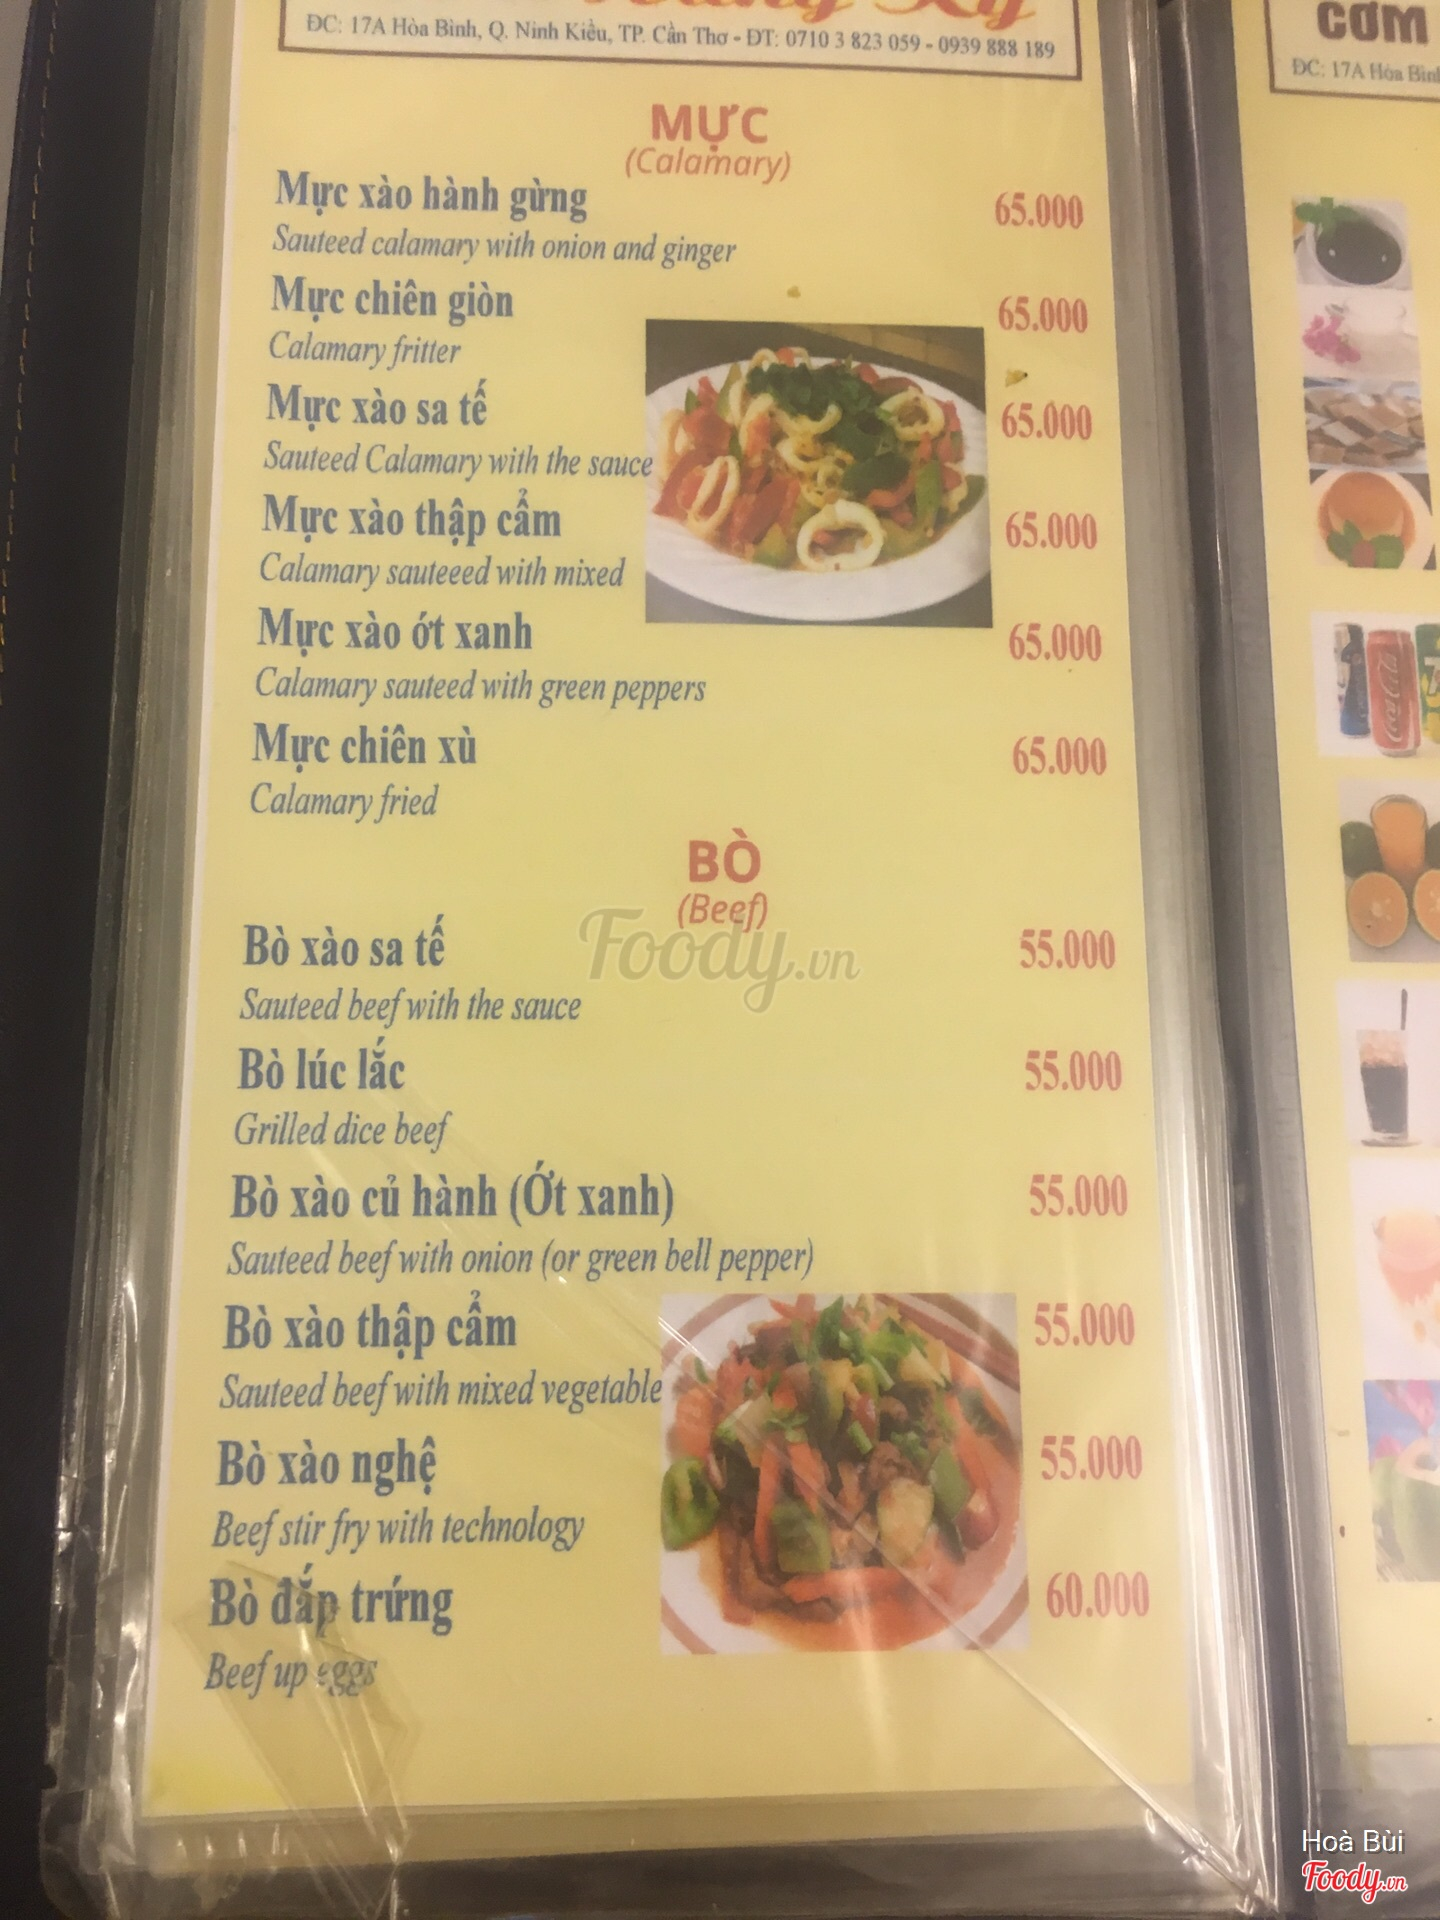 ĐC: 17A Hòa Bình, Q. Ninh Kiều, TP. Cần Thơ - ĐT: 0710 3 823 059 - 0939 888 189
MỰC
(Calamary)
Mực xào hành gừng 65.000
Sauteed calamary with onion and ginger
Mực chiên giòn 65.000
Calamary fritter
Mực xào sa tế 65.000
Sauteed Calamary with the sauce
Mực xào thập cẩm 65.000
Calamary sauteeed with mixed
Mực xào ớt xanh 65.000
Calamary sauteed with green peppers
Mực chiên xù 65.000
Calamary fried
BÒ
(Beef)
Bò xào sa tế 55.000
Sauteed beef with the sauce
Bò lúc lắc 55.000
Grilled dice beef
Bò xào củ hành (Ớt xanh) 55.000
Sauteed beef with onion (or green bell pepper)
Bò xào thập cẩm 55.000
Sauteed beef with mixed vegetable
Bò xào nghệ 55.000
Beef stir fry with technology
Bò đắp trứng 60.000
Beef up eggs
CƠM
ĐC: 17A Hòa Bình
Coca-Cola
Foody.vn
Hoà Bùi
Foody.vn